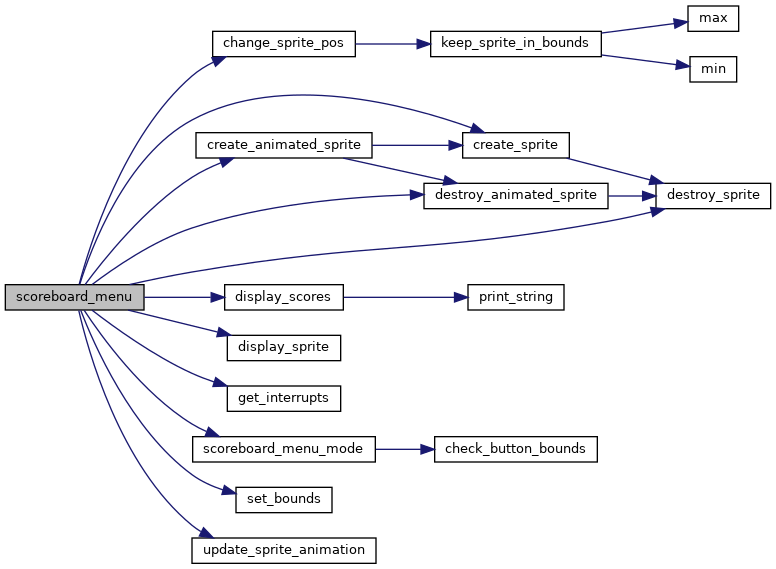 max
change_sprite_pos
keep_sprite_in_bounds
min
create_animated_sprite
create_sprite
destroy_animated_sprite
destroy_sprite
scoreboard_menu
display_scores
print_string
display_sprite
get_interrupts
scoreboard_menu_mode
check_button_bounds
set_bounds
update_sprite_animation